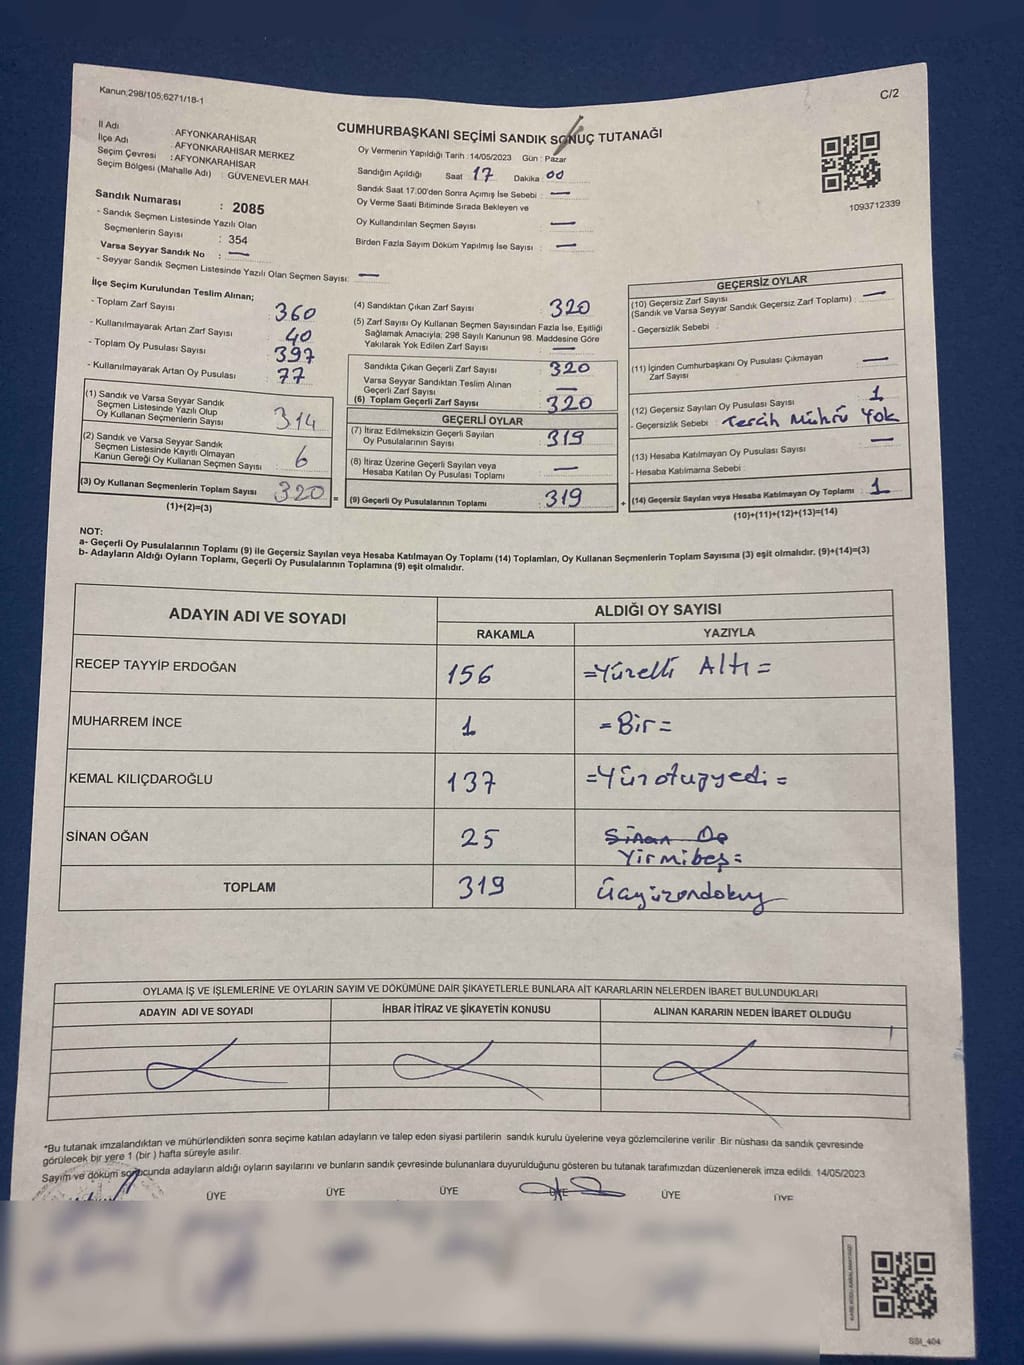 Kanun;298/105;6271/18-1
C/2
CUMHURBAŞKANI SEÇİMİ SANDIK SONUÇ TUTANAĞI
İl Adı : AFYONKARAHİSAR
İlçe Adı : AFYONKARAHİSAR MERKEZ
Seçim Çevresi : AFYONKARAHİSAR
Seçim Bölgesi (Mahalle Adı) : GÜVENEVLER MAH.
Sandık Numarası : 2085
- Sandık Seçmen Listesinde Yazılı Olan
Seçmenlerin Sayısı : 354
Varsa Seyyar Sandık No : —
- Seyyar Sandık Seçmen Listesinde Yazılı Olan Seçmen Sayısı: —
Oy Vermenin Yapıldığı Tarih : 14/05/2023 Gün : Pazar
Sandığın Açıldığı Saat 17 Dakika : 00
Sandık Saat 17:00'den Sonra Açımış İse Sebebi : —
Oy Verme Saati Bitiminde Sırada Bekleyen ve
Oy Kullandırılan Seçmen Sayısı : —
Birden Fazla Sayım Döküm Yapılmış İse Sayısı : —
1093712339
İlçe Seçim Kurulundan Teslim Alınan;
- Toplam Zarf Sayısı : 360
- Kullanılmayarak Artan Zarf Sayısı : 40
- Toplam Oy Pusulası Sayısı : 397
- Kullanılmayarak Artan Oy Pusulası : 77
(1) Sandık ve Varsa Seyyar Sandık
Seçmen Listesinde Yazılı Olup
Oy Kullanan Seçmenlerin Sayısı : 314
(2) Sandık ve Varsa Seyyar Sandık
Seçmen Listesinde Kayıtlı Olmayan
Kanun Gereği Oy Kullanan Seçmen Sayısı : 6
(3) Oy Kullanan Seçmenlerin Toplam Sayısı : 320 =
(1)+(2)=(3)
(4) Sandıktan Çıkan Zarf Sayısı : 320
(5) Zarf Sayısı Oy Kullanan Seçmen Sayısından Fazla İse, Eşitliği
Sağlamak Amacıyla; 298 Sayılı Kanunun 98. Maddesine Göre
Yakılarak Yok Edilen Zarf Sayısı : —
Sandıkta Çıkan Geçerli Zarf Sayısı : 320
Varsa Seyyar Sandıktan Teslim Alınan
Geçerli Zarf Sayısı : —
(6) Toplam Geçerli Zarf Sayısı : 320
GEÇERLİ OYLAR
(7) İtiraz Edilmeksizin Geçerli Sayılan
Oy Pusulalarının Sayısı : 319
(8) İtiraz Üzerine Geçerli Sayılan veya
Hesaba Katılan Oy Pusulası Toplamı : —
(9) Geçerli Oy Pusulalarının Toplamı : 319 +
GEÇERSİZ OYLAR
(10) Geçersiz Zarf Sayısı
(Sandık ve Varsa Seyyar Sandık Geçersiz Zarf Toplamı) : —
- Geçersizlik Sebebi :
(11) İçinden Cumhurbaşkanı Oy Pusulası Çıkmayan
Zarf Sayısı : —
(12) Geçersiz Sayılan Oy Pusulası Sayısı : 1
- Geçersizlik Sebebi : Tercih Mührü Yok
(13) Hesaba Katılmayan Oy Pusulası Sayısı : —
- Hesaba Katılmama Sebebi :
(14) Geçersiz Sayılan veya Hesaba Katılmayan Oy Toplamı : 1
(10)+(11)+(12)+(13)=(14)
NOT:
a- Geçerli Oy Pusulalarının Toplamı (9) ile Geçersiz Sayılan veya Hesaba Katılmayan Oy Toplamı (14) Toplamları, Oy Kullanan Seçmenlerin Toplam Sayısına (3) eşit olmalıdır. (9)+(14)=(3)
b- Adayların Aldığı Oyların Toplamı, Geçerli Oy Pusulalarının Toplamına (9) eşit olmalıdır.
ADAYIN ADI VE SOYADI ALDIĞI OY SAYISI
RAKAMLA YAZIYLA
RECEP TAYYİP ERDOĞAN 156 =Yüzelli Altı=
MUHARREM İNCE 1 =Bir=
KEMAL KILIÇDAROĞLU 137 =Yüzotuzyedi=
SİNAN OĞAN 25 Sinan Oğ
Yirmibeş=
TOPLAM 319 Üçyüzondokuz
OYLAMA İŞ VE İŞLEMLERİNE VE OYLARIN SAYIM VE DÖKÜMÜNE DAİR ŞİKAYETLERLE BUNLARA AİT KARARLARIN NELERDEN İBARET BULUNDUKLARI
ADAYIN ADI VE SOYADI İHBAR İTİRAZ VE ŞİKAYETİN KONUSU ALINAN KARARIN NEDEN İBARET OLDUĞU
*Bu tutanak imzalandıktan ve mühürlendikten sonra seçime katılan adayların ve talep eden siyasi partilerin sandık kurulu üyelerine veya gözlemcilerine verilir. Bir nüshası da sandık çevresinde
görülecek bir yere 1 (bir ) hafta süreyle asılır.
Sayım ve döküm sonucunda adayların aldığı oyların sayılarını ve bunların sandık çevresinde bulunanlara duyurulduğunu gösteren bu tutanak tarafımızdan düzenlenerek imza edildi. 14/05/2023
ÜYE ÜYE ÜYE ÜYE ÜYE ÜYE
SSI_404